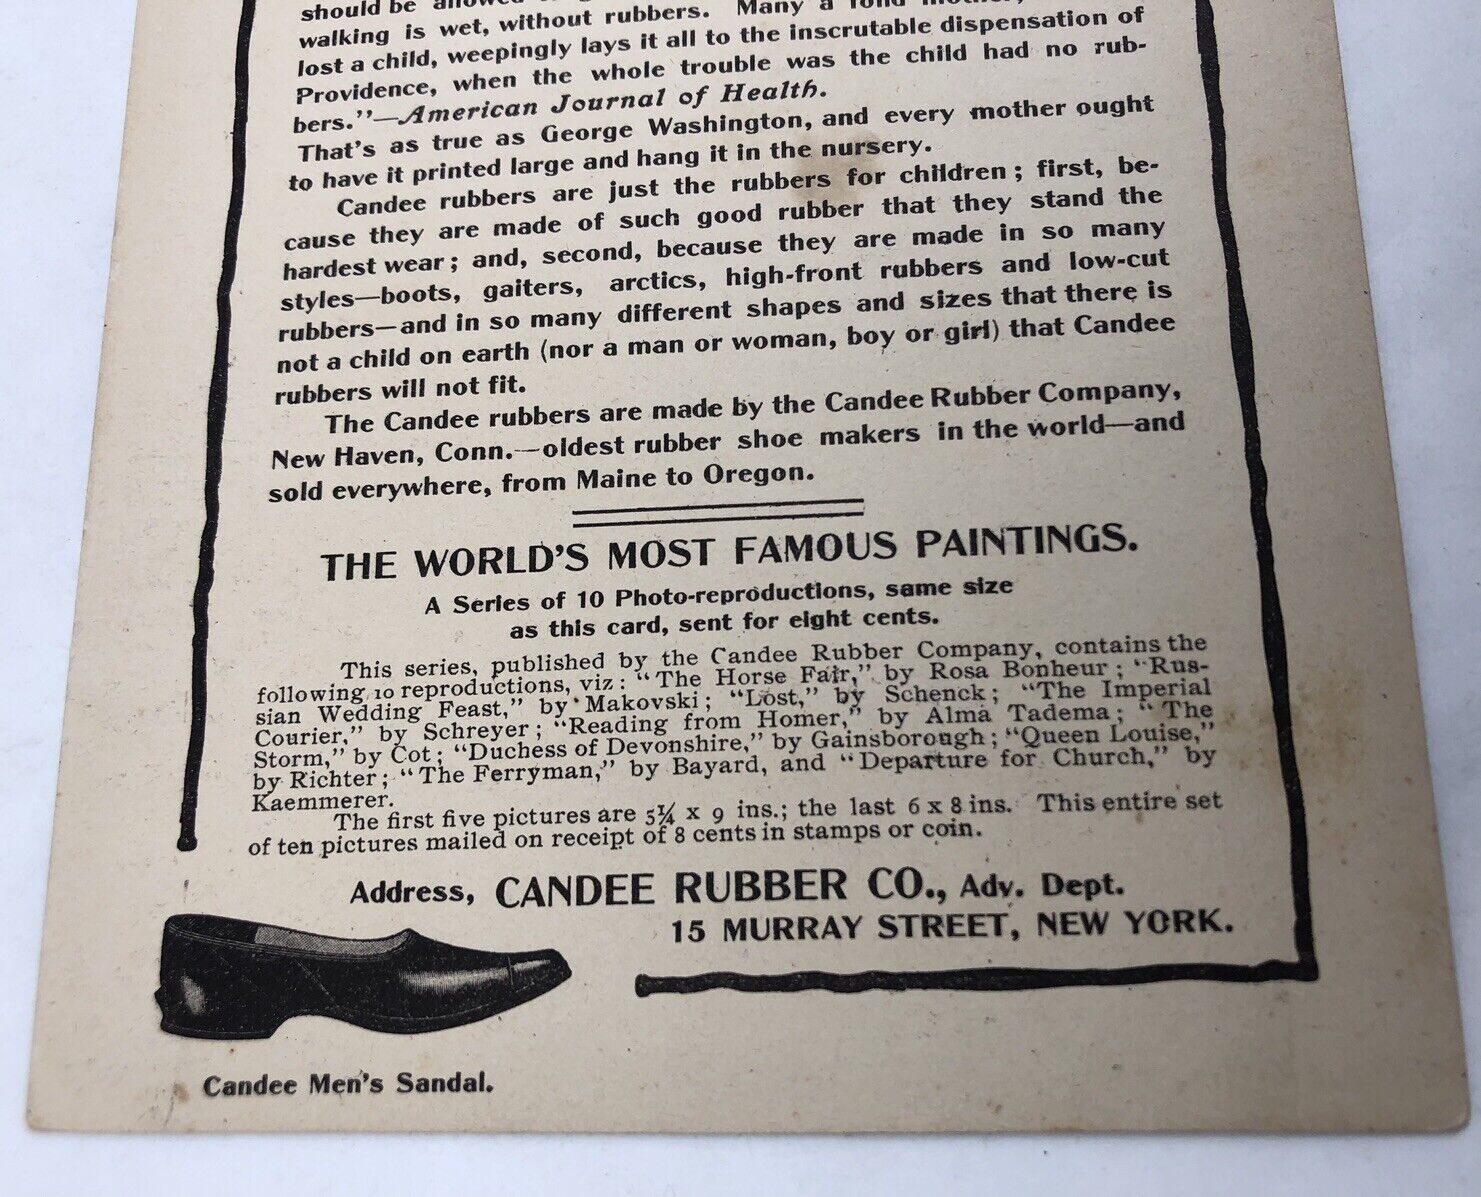 should be
walking is wet, without rubbers. Many a fond
lost a child, weepingly lays it all to the inscrutable dispensation of
Providence, when the whole trouble was the child had no rub-
bers."—American Journal of Health.
That's as true as George Washington, and every mother ought
to have it printed large and hang it in the nursery.
Candee rubbers are just the rubbers for children; first, be-
cause they are made of such good rubber that they stand the
hardest wear; and, second, because they are made in so many
styles—boots, gaiters, arctics, high-front rubbers and low-cut
rubbers—and in so many different shapes and sizes that there is
not a child on earth (nor a man or woman, boy or girl) that Candee
rubbers will not fit.
The Candee rubbers are made by the Candee Rubber Company,
New Haven, Conn.—oldest rubber shoe makers in the world—and
sold everywhere, from Maine to Oregon.
THE WORLD'S MOST FAMOUS PAINTINGS.
A Series of 10 Photo-reproductions, same size
as this card, sent for eight cents.
This series, published by the Candee Rubber Company, contains the
following 10 reproductions, viz: "The Horse Fair," by Rosa Bonheur; "Rus-
sian Wedding Feast," by Makovski; "Lost," by Schenck; "The Imperial
Courier," by Schreyer; "Reading from Homer," by Alma Tadema; "The
Storm," by Cot; "Duchess of Devonshire," by Gainsborough; "Queen Louise,"
by Richter; "The Ferryman," by Bayard, and "Departure for Church," by
Kaemmerer.
The first five pictures are 5¼ x 9 ins.; the last 6 x 8 ins. This entire set
of ten pictures mailed on receipt of 8 cents in stamps or coin.
Address, CANDEE RUBBER CO., Adv. Dept.
15 MURRAY STREET, NEW YORK.
Candee Men's Sandal.